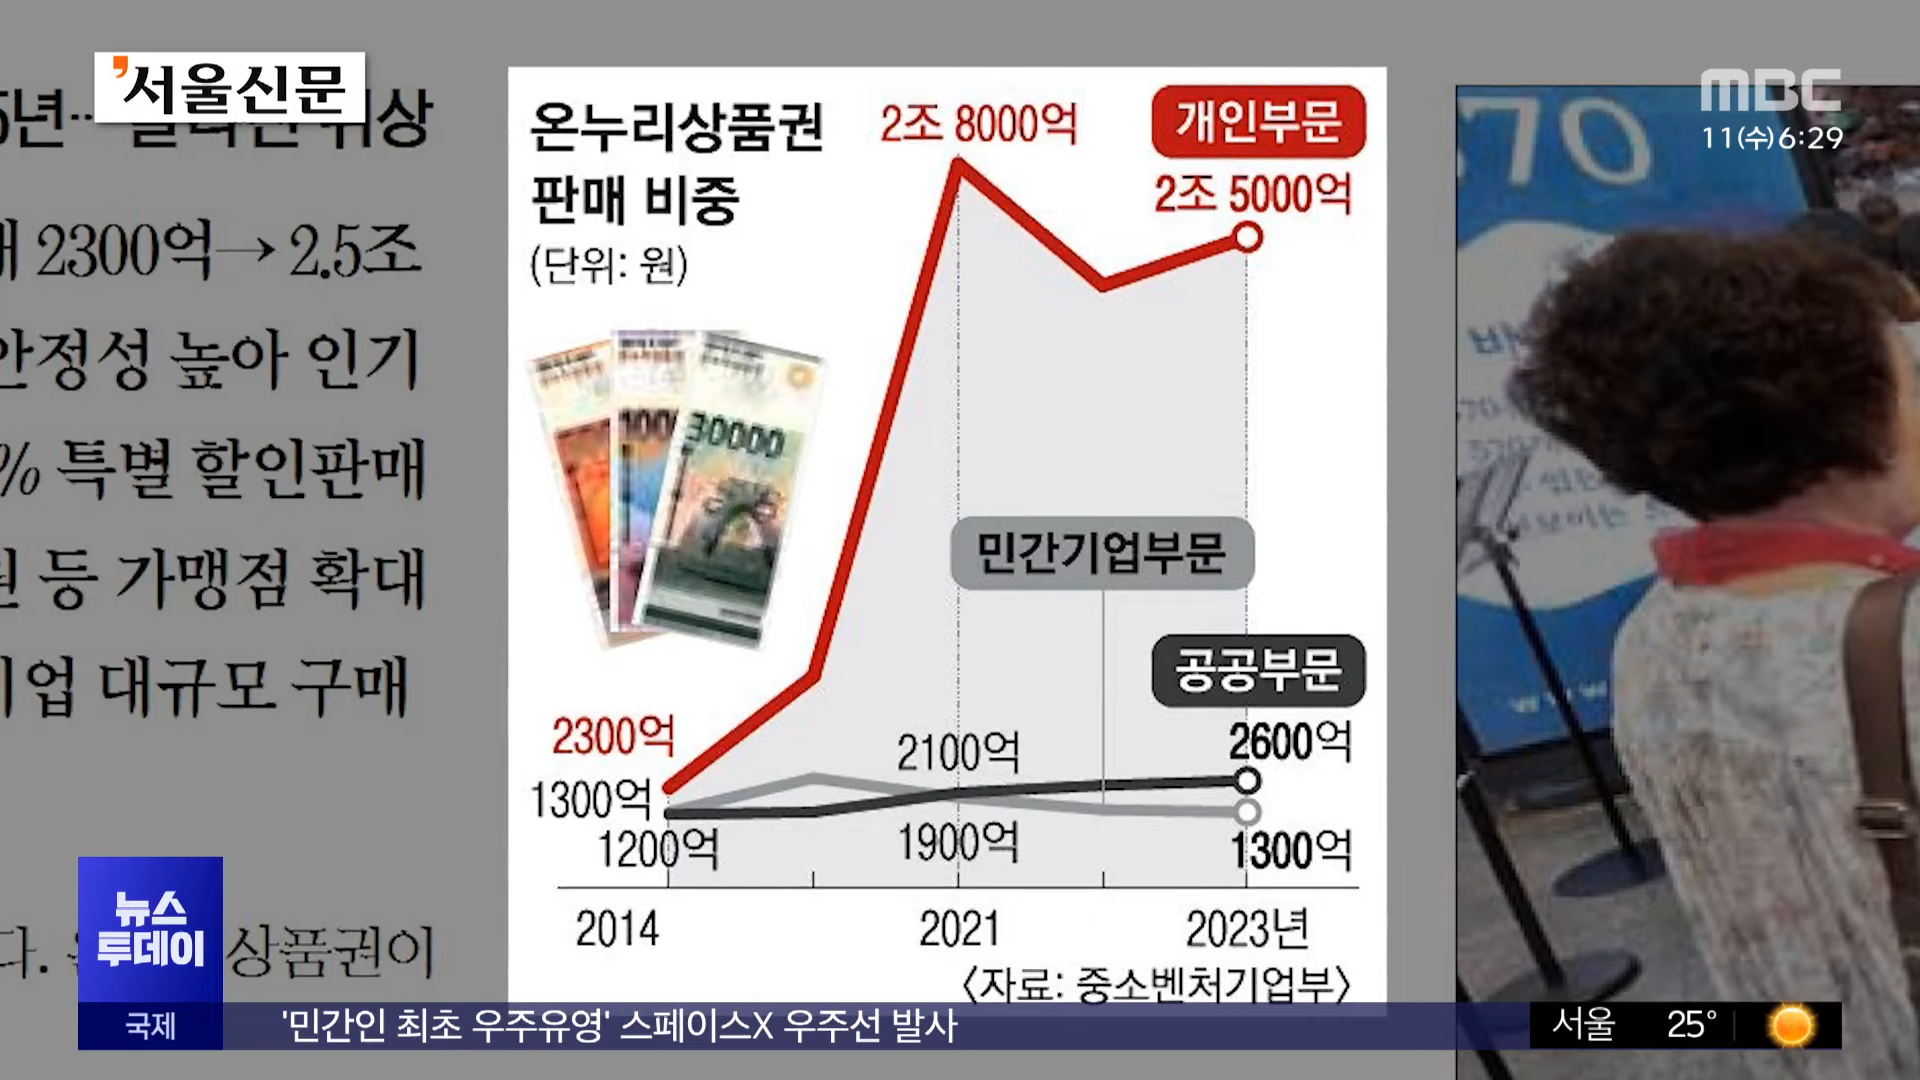 서울신문
위상
2300억→ 2.5조
안정성 높아 인기
% 특별 할인판매
등 가맹점 확대
기업 대규모 구매
다.
상품권이
온누리상품권
판매 비중
(단위: 원)
개인부문
2조 8000억
2조 5000억
30000
민간기업부문
공공부문
2300억
1300억
1200억
2100억
1900억
2600억
1300억
2014
2021
2023년
〈자료: 중소벤처기업부〉
570
MBC
11(수)6:29
뉴스
투데이
국제
'민간인 최초 우주유영' 스페이스X 우주선 발사
서울 25°